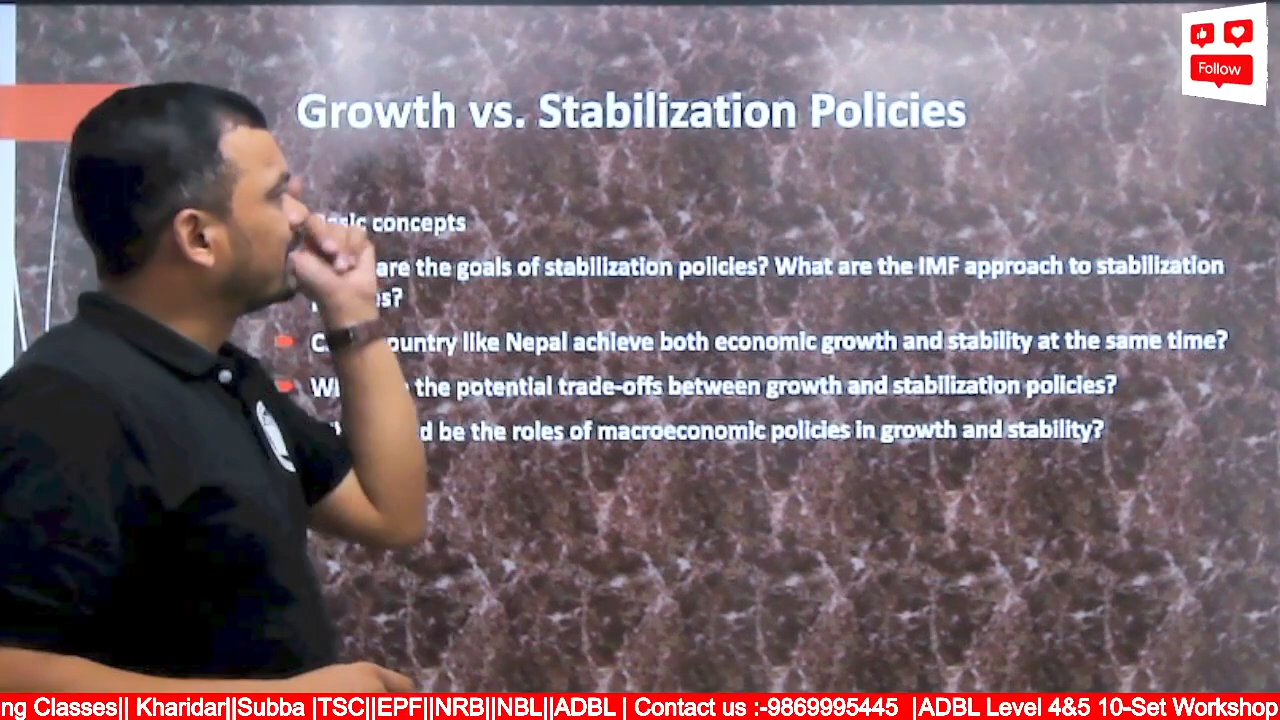 Follow
Growth vs. Stabilization Policies
concepts
are the goals of stabilization policies? What are the IMF approach to stabilization
country like Nepal achieve both economic growth and stability at the same time?
the potential trade-offs between growth and stabilization policies?
be the roles of macroeconomic policies in growth and stability?
ng Classes|| Kharidar||Subba |TSC||EPF||NRB||NBL||ADBL | Contact us :-9869995445 |ADBL Level 4&5 10-Set Workshop